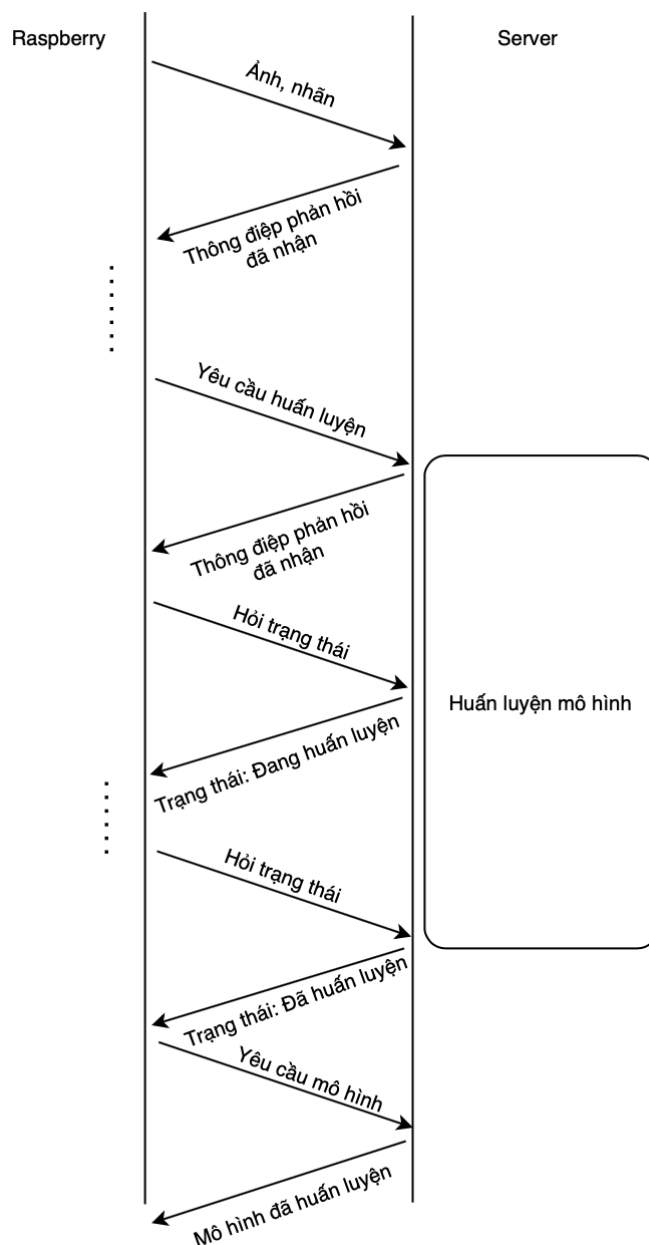 Raspberry
Server
Ảnh, nhãn
Thông điệp phản hồi
đã nhận
Yêu cầu huấn luyện
Thông điệp phản hồi
đã nhận
Hỏi trạng thái
Huấn luyện mô hình
Trạng thái: Đang huấn luyện
Hỏi trạng thái
Trạng thái: Đã huấn luyện
Yêu cầu mô hình
Mô hình đã huấn luyện